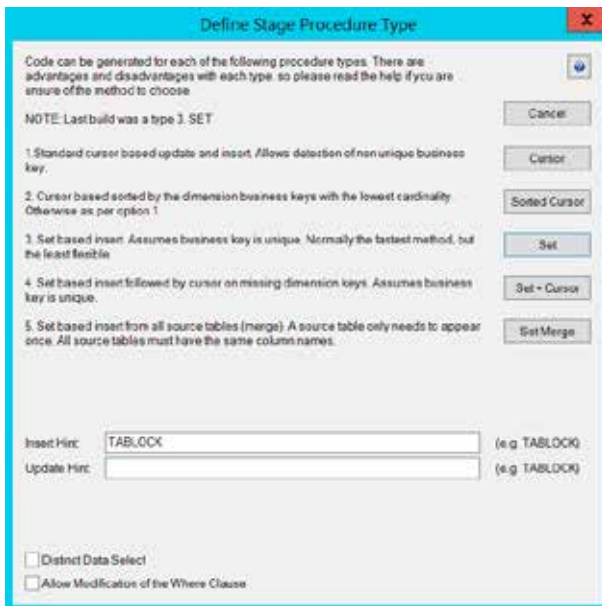 Define Stage Procedure Type
X
Code can be generated for each of the following procedure types. There are
advantages and disadvantages with each type. so please read the help if you are
ensure of the method to choose
NOTE: Last build was a type 3. SET
Cancel
1.Standard cursor based update and insert. Allows detection of non unique business
key.
Cursor
2. Cursor based sorted by the dimension business keys with the lowest cardinality
Otherwise as per option 1
Sorted Cursor
3. Set based insert. Assumes business key is unique. Normally the fastest method, but
the least flexible
Set
4. Set based insert followed by cursor on missing dimension keys. Assumes business
key is unique.
Set + Cursor
5. Set based insert from all source tables (merge). A source table only needs to appear
once. All source tables must have the same column names.
Set Merge
Insert Hint: TABLOCK (e.g. TABLOCK)
Update Hint: (e.g. TABLOCK)
Distinct Data Select
Allow Modification of the Where Clause